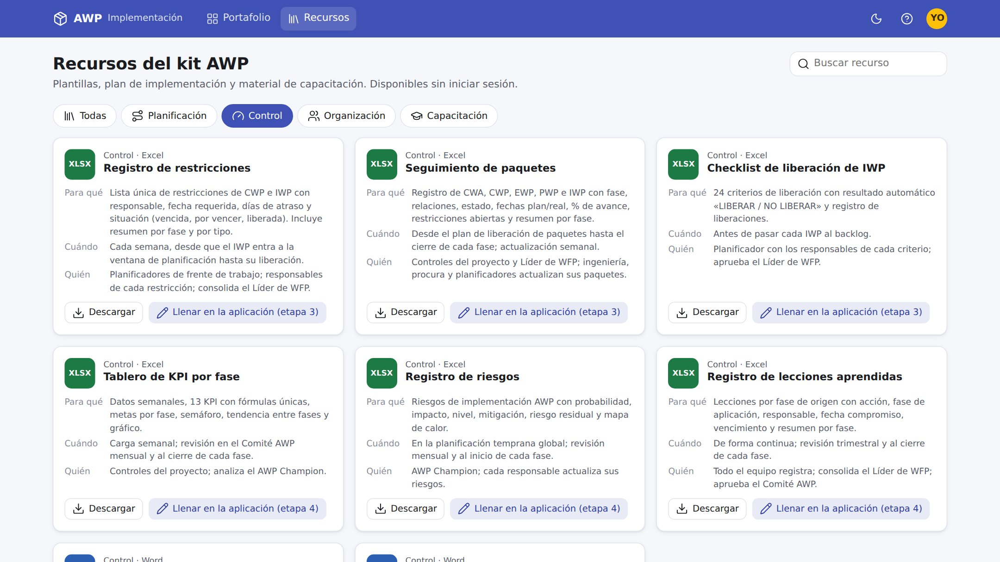 AWP Implementación Portafolio Recursos YO
Recursos del kit AWP
Buscar recurso
Plantillas, plan de implementación y material de capacitación. Disponibles sin iniciar sesión.
Todas Planificación Control Organización Capacitación
XLSX
Control · Excel
Registro de restricciones
Para qué Lista única de restricciones de CWP e IWP con
responsable, fecha requerida, días de atraso y
situación (vencida, por vencer, liberada). Incluye
resumen por fase y por tipo.
Cuándo Cada semana, desde que el IWP entra a la
ventana de planificación hasta su liberación.
Quién Planificadores de frente de trabajo; responsables
de cada restricción; consolida el Líder de WFP.
Descargar Llenar en la aplicación (etapa 3)
XLSX
Control · Excel
Seguimiento de paquetes
Para qué Registro de CWA, CWP, EWP, PWP e IWP con fase,
relaciones, estado, fechas plan/real, % de avance,
restricciones abiertas y resumen por fase.
Cuándo Desde el plan de liberación de paquetes hasta el
cierre de cada fase; actualización semanal.
Quién Controles del proyecto y Líder de WFP; ingeniería,
procura y planificadores actualizan sus paquetes.
Descargar Llenar en la aplicación (etapa 3)
XLSX
Control · Excel
Checklist de liberación de IWP
Para qué 24 criterios de liberación con resultado automático
«LIBERAR / NO LIBERAR» y registro de
liberaciones.
Cuándo Antes de pasar cada IWP al backlog.
Quién Planificador con los responsables de cada criterio;
aprueba el Líder de WFP.
Descargar Llenar en la aplicación (etapa 3)
XLSX
Control · Excel
Tablero de KPI por fase
Para qué Datos semanales, 13 KPI con fórmulas únicas,
metas por fase, semáforo, tendencia entre fases y
gráfico.
Cuándo Carga semanal; revisión en el Comité AWP
mensual y al cierre de cada fase.
Quién Controles del proyecto; analiza el AWP Champion.
Descargar Llenar en la aplicación (etapa 4)
XLSX
Control · Excel
Registro de riesgos
Para qué Riesgos de implementación AWP con probabilidad,
impacto, nivel, mitigación, riesgo residual y mapa
de calor.
Cuándo En la planificación temprana global; revisión
mensual y al inicio de cada fase.
Quién AWP Champion; cada responsable actualiza sus
riesgos.
Descargar Llenar en la aplicación (etapa 4)
XLSX
Control · Excel
Registro de lecciones aprendidas
Para qué Lecciones por fase de origen con acción, fase de
aplicación, responsable, fecha compromiso,
vencimiento y resumen por fase.
Cuándo De forma continua; revisión trimestral y al cierre
de cada fase.
Quién Todo el equipo registra; consolida el Líder de WFP;
aprueba el Comité AWP.
Descargar Llenar en la aplicación (etapa 4)
Control · Word
Control · Word